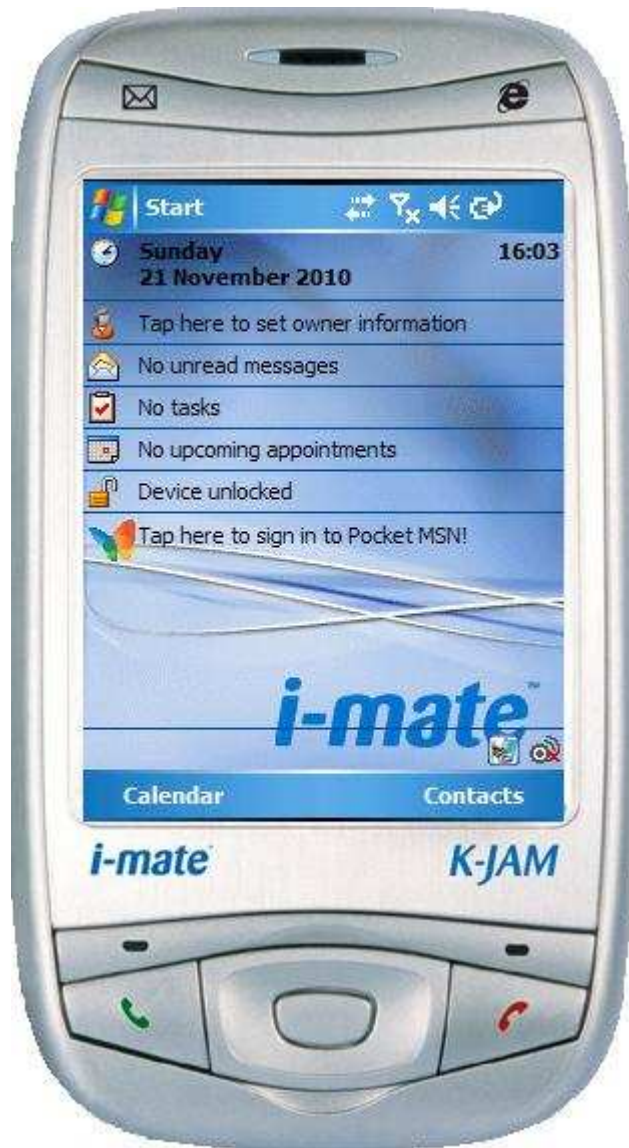 Start
Sunday 16:03
21 November 2010
Tap here to set owner information
No unread messages
No tasks
No upcoming appointments
Device unlocked
Tap here to sign in to Pocket MSN!
i-mate™
Calendar Contacts
i-mate K-JAM